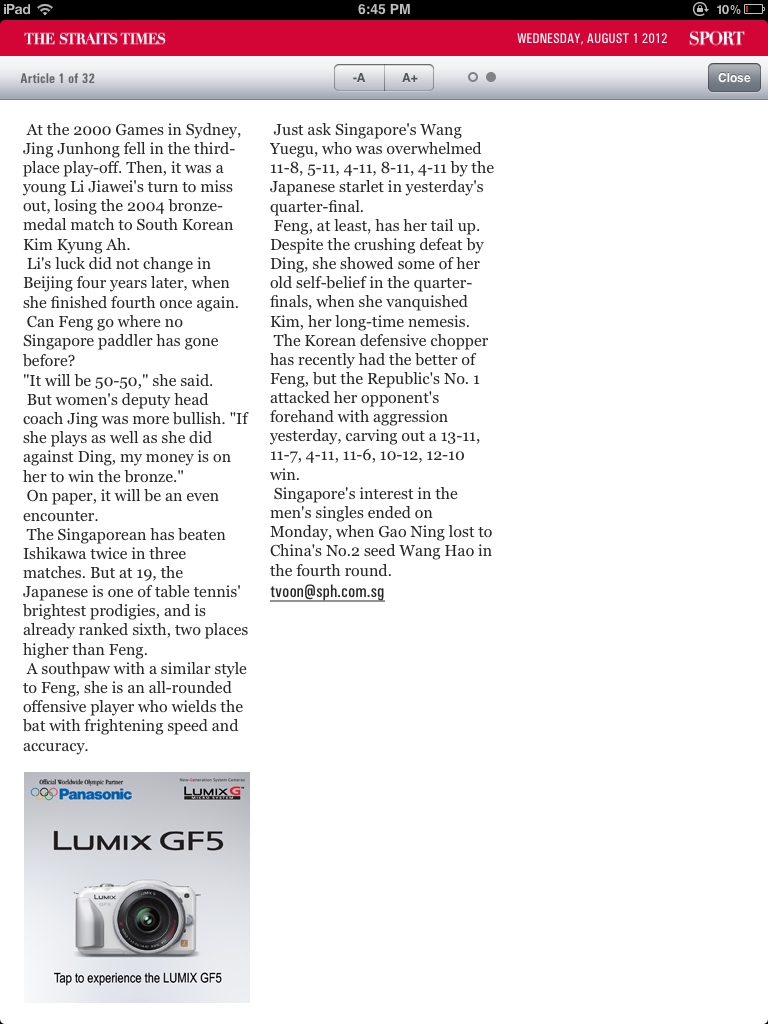 iPad
6:45 PM
10%
THE STRAITS TIMES
WEDNESDAY, AUGUST 1 2012
SPORT
Article 1 of 32
-A
A+
Close
At the 2000 Games in Sydney,
Jing Junhong fell in the third-
place play-off. Then, it was a
young Li Jiawei's turn to miss
out, losing the 2004 bronze-
medal match to South Korean
Kim Kyung Ah.
Li's luck did not change in
Beijing four years later, when
she finished fourth once again.
Can Feng go where no
Singapore paddler has gone
before?
"It will be 50-50," she said.
But women's deputy head
coach Jing was more bullish. "If
she plays as well as she did
against Ding, my money is on
her to win the bronze."
On paper, it will be an even
encounter.
The Singaporean has beaten
Ishikawa twice in three
matches. But at 19, the
Japanese is one of table tennis'
brightest prodigies, and is
already ranked sixth, two places
higher than Feng.
A southpaw with a similar style
to Feng, she is an all-rounded
offensive player who wields the
bat with frightening speed and
accuracy.
Just ask Singapore's Wang
Yuegu, who was overwhelmed
11-8, 5-11, 4-11, 8-11, 4-11 by the
Japanese starlet in yesterday's
quarter-final.
Feng, at least, has her tail up.
Despite the crushing defeat by
Ding, she showed some of her
old self-belief in the quarter-
finals, when she vanquished
Kim, her long-time nemesis.
The Korean defensive chopper
has recently had the better of
Feng, but the Republic's No. 1
attacked her opponent's
forehand with aggression
yesterday, carving out a 13-11,
11-7, 4-11, 11-6, 10-12, 12-10
win.
Singapore's interest in the
men's singles ended on
Monday, when Gao Ning lost to
China's No.2 seed Wang Hao in
the fourth round.
tvoon@sph.com.sg
Official Worldwide Olympic Partner
Panasonic
New-Generation System Cameras
LUMIX G
MICRO SYSTEM
LUMIX GF5
LUMIX
GF5
Tap to experience the LUMIX GF5